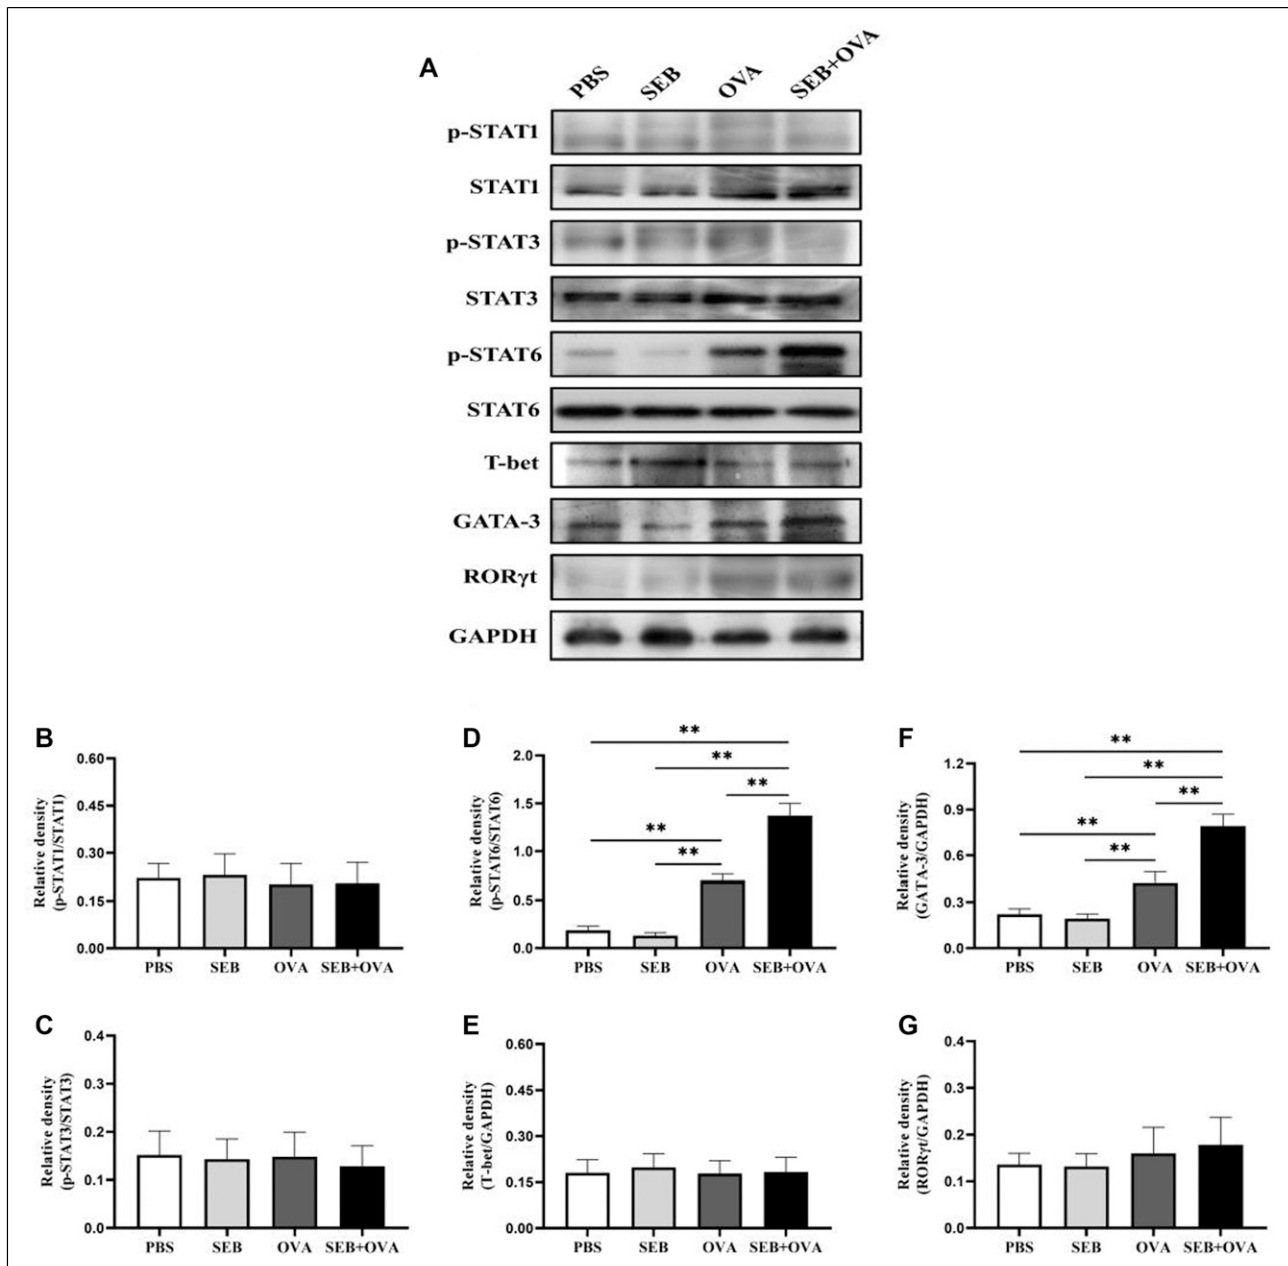 A
PBS SEB OVA SEB+OVA
p-STAT1
STAT1
p-STAT3
STAT3
p-STAT6
STAT6
T-bet
GATA-3
RORγt
GAPDH
B
Relative density
(p-STAT1/STAT1)
0.60
0.45
0.30
0.15
0.00
PBS SEB OVA SEB+OVA
D
Relative density
(p-STAT6/STAT6)
2.0
1.5
1.0
0.5
0.0
** 
**
**
**
**
PBS SEB OVA SEB+OVA
F
Relative density
(GATA-3/GAPDH)
1.2
0.9
0.6
0.3
0.0
**
**
**
**
**
PBS SEB OVA SEB+OVA
C
Relative density
(p-STAT3/STAT3)
0.4
0.3
0.2
0.1
0.0
PBS SEB OVA SEB+OVA
E
Relative density
(T-bet/GAPDH)
0.60
0.45
0.30
0.15
0.00
PBS SEB OVA SEB+OVA
G
Relative density
(RORγt/GAPDH)
0.4
0.3
0.2
0.1
0.0
PBS SEB OVA SEB+OVA